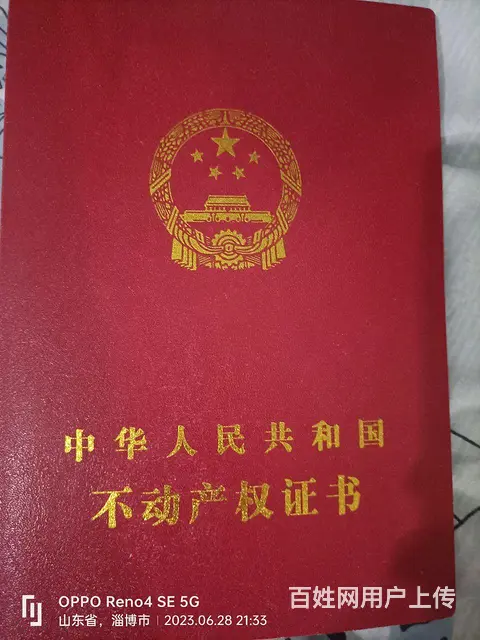 中华人民共和国
不动产权证书
OPPO Reno4 SE 5G
山东省，淄博市 | 2023.06.28 21:33
百姓网用户上传